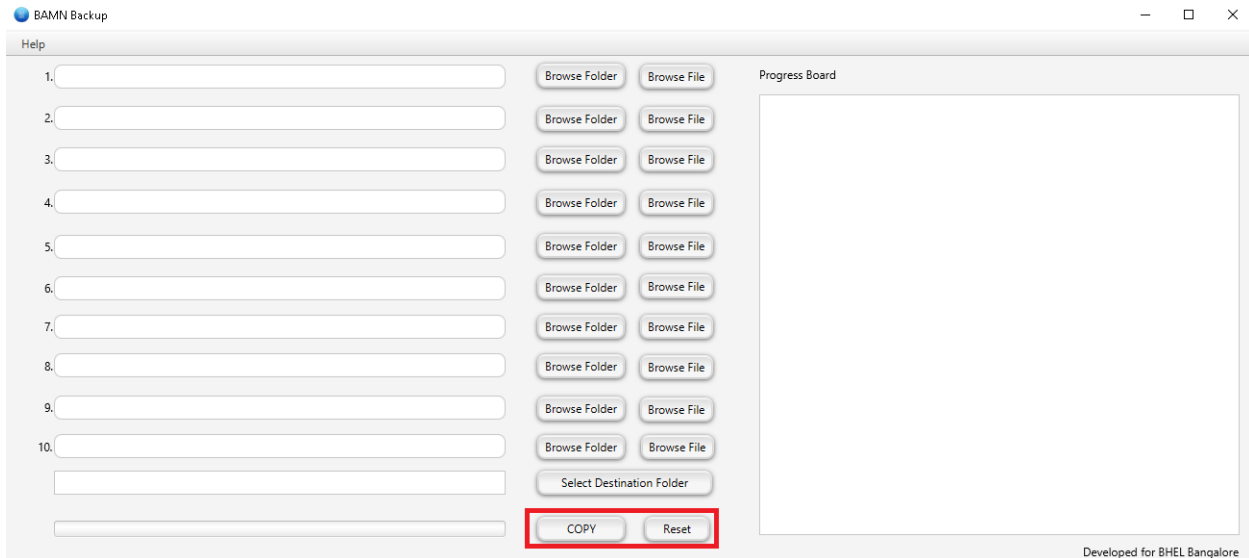 BAMN Backup
Help
1. Browse Folder Browse File Progress Board
2. Browse Folder Browse File
3. Browse Folder Browse File
4. Browse Folder Browse File
5. Browse Folder Browse File
6. Browse Folder Browse File
7. Browse Folder Browse File
8. Browse Folder Browse File
9. Browse Folder Browse File
10. Browse Folder Browse File
Select Destination Folder
COPY Reset
Developed for BHEL Bangalore